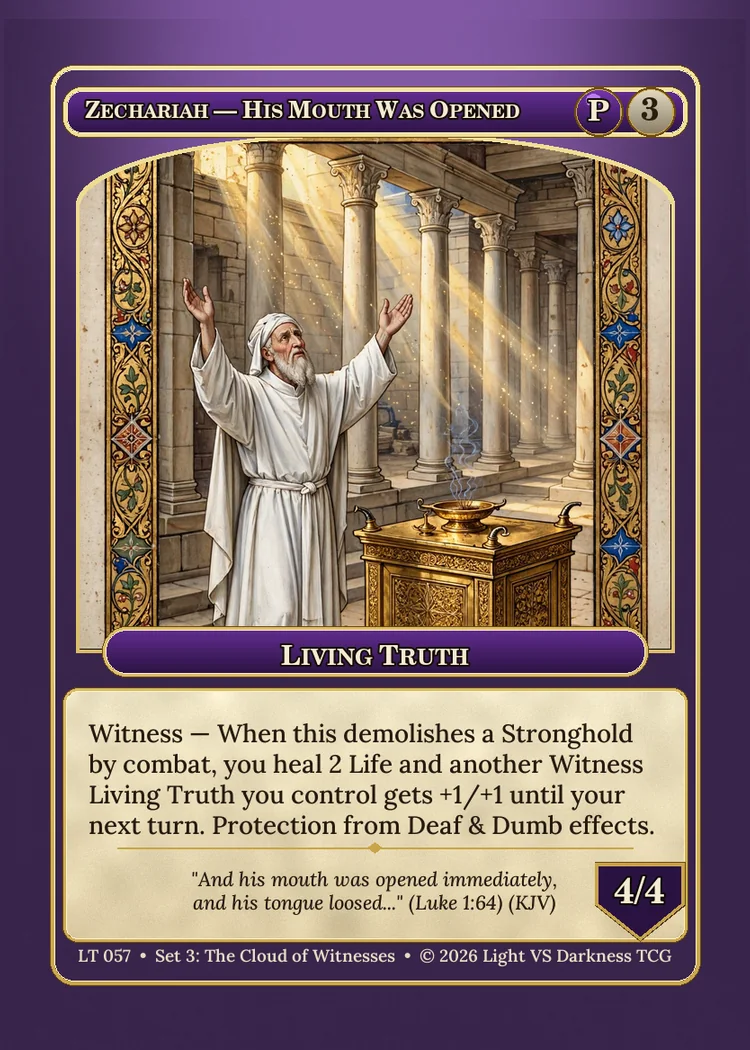 Zechariah — His Mouth Was Opened P 3
Living Truth
Witness — When this demolishes a Stronghold
by combat, you heal 2 Life and another Witness
Living Truth you control gets +1/+1 until your
next turn. Protection from Deaf & Dumb effects.
"And his mouth was opened immediately,
and his tongue loosed..." (Luke 1:64) (KJV)
4/4
LT 057 • Set 3: The Cloud of Witnesses • © 2026 Light VS Darkness TCG